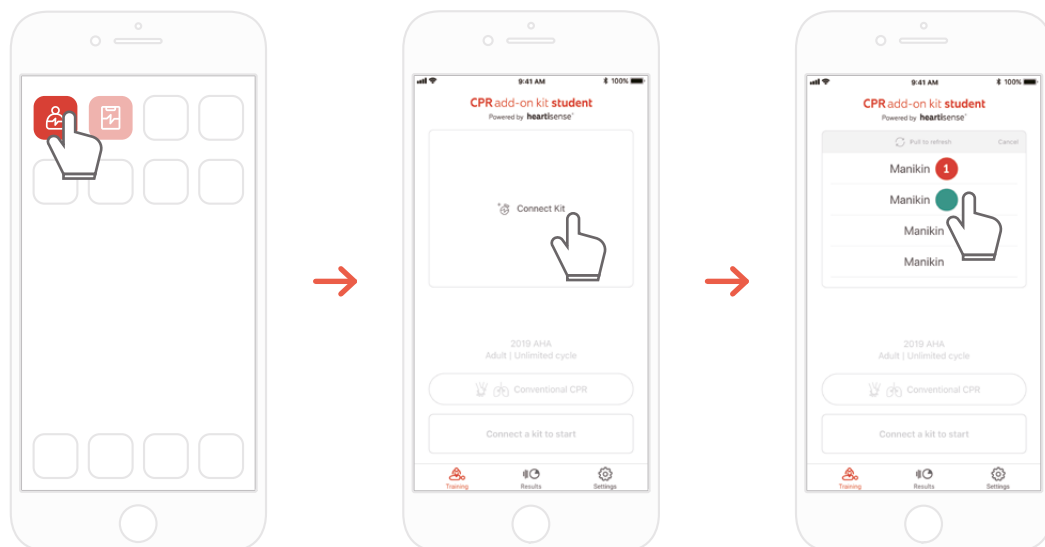 9:41 AM
100%
CPR add-on kit student
Powered by heartisense
Connect Kit
2019 AHA
Adult | Unlimited cycle
Conventional CPR
Connect a kit to start
Training
Results
Settings
9:41 AM
100%
CPR add-on kit student
Powered by heartisense
Pull to refresh
Cancel
Manikin 1
Manikin
Manikin
Manikin
2019 AHA
Adult | Unlimited cycle
Conventional CPR
Connect a kit to start
Training
Results
Settings